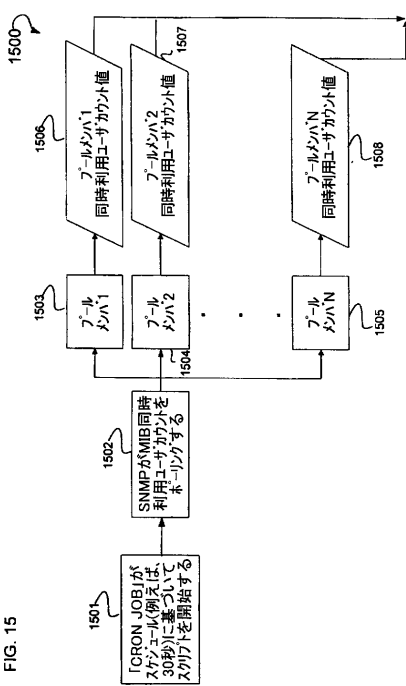 FIG. 15
1500
1501
「CRON JOB」が
スケジュール(例えば、
30秒)に基づいて
スクリプトを開始する
1502
SNMPがMIB同時
利用ユーザカウントを
ポーリングする
1503
プール
メンバ1
1504
プール
メンバ2
1505
プール
メンバN
1506
プールメンバ1
同時利用ユーザカウント値
1507
プールメンバ2
同時利用ユーザカウント値
1508
プールメンバN
同時利用ユーザカウント値